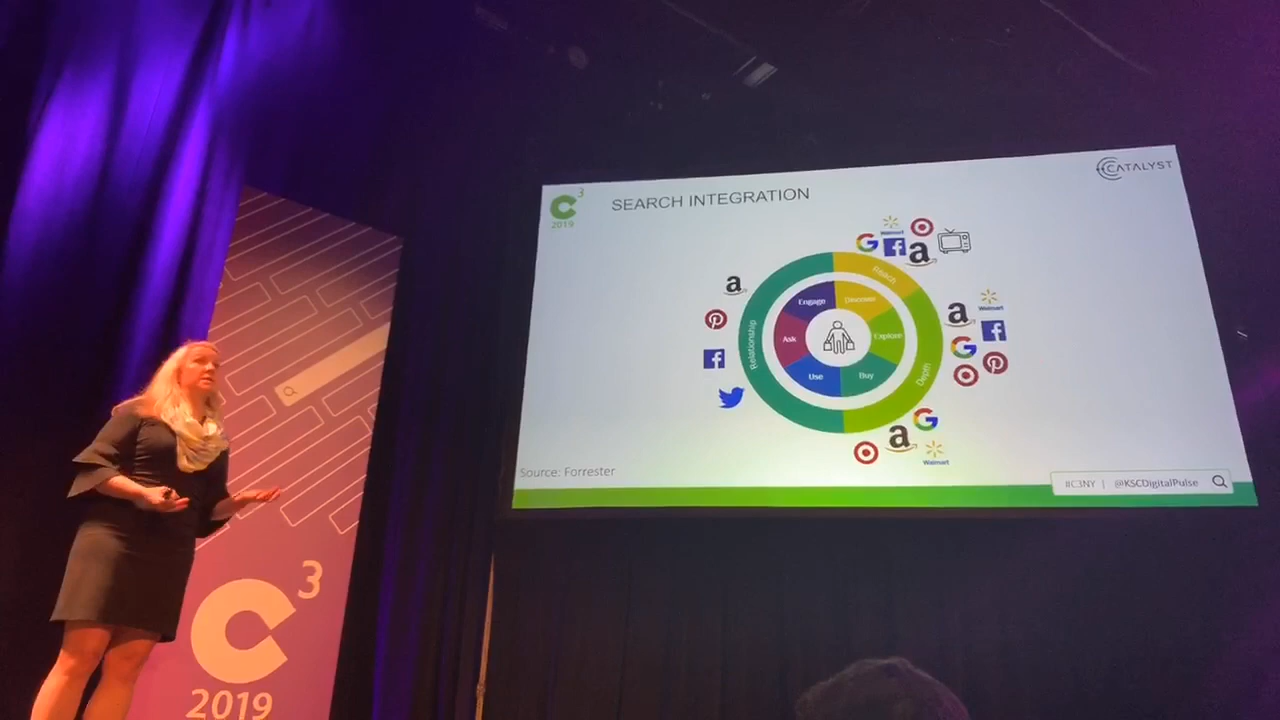 C3
2019
SEARCH INTEGRATION
CATALYST
Walmart
a
Reach
Engage
Discover
a
a
Walmart
Relationship
Ask
Explore
Use
Buy
Depth
a
Walmart
Source: Forrester
#C3NY | @KSCDigitalPulse
C3
2019